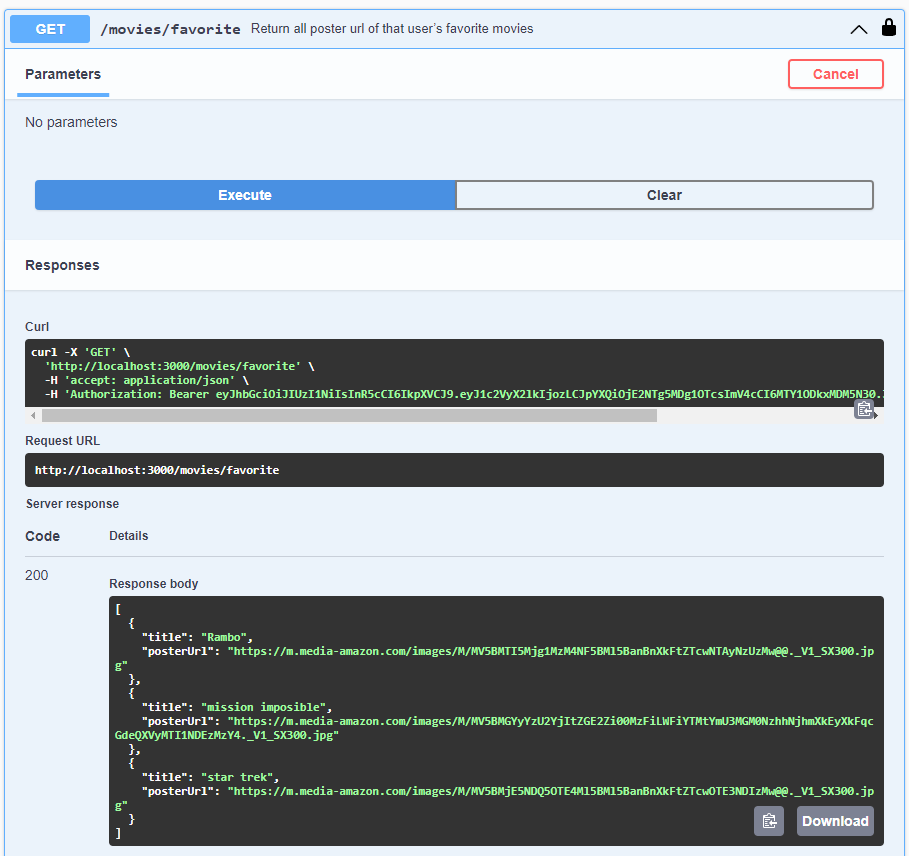 GET /movies/favorite Return all poster url of that user's favorite movies
Parameters
Cancel
No parameters
Execute
Clear
Responses
Curl
curl -X 'GET' \
'http://localhost:3000/movies/favorite' \
-H 'accept: application/json' \
-H 'Authorization: Bearer eyJhbGciOiJIUzI1NiIsInR5cCI6IkpXVCJ9.eyJ1c2VyX2lkIjozLCJpYXQiOjE2NTg5MDg1OTcsImV4cCI6MTY1ODkxMDM5N30.
Request URL
http://localhost:3000/movies/favorite
Server response
Code
Details
200
Response body
[
{
"title": "Rambo",
"posterUrl": "https://m.media-amazon.com/images/M/MV5BMTI5Mjg1MzM4NF5BMl5BanBnXkFtZTcwNTAyNzUzMw@@._V1_SX300.jp
g"
},
{
"title": "mission imposible",
"posterUrl": "https://m.media-amazon.com/images/M/MV5BMGYyYzU2YjItZGE2Zi00MzFiLWFiYTMtYmU3MGM0NzhhNjhmXkEyXkFqc
GdeQXVyMTI1NDEzMzY4._V1_SX300.jpg"
},
{
"title": "star trek",
"posterUrl": "https://m.media-amazon.com/images/M/MV5BMjE5NDQ5OTE4Ml5BMl5BanBnXkFtZTcwOTE3NDIzMw@@._V1_SX300.jp
g"
}
]
Download